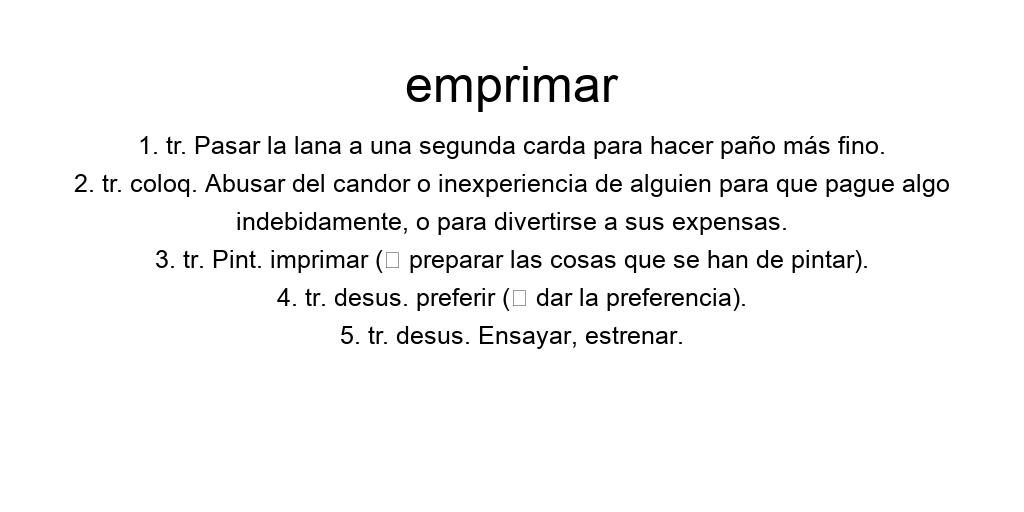 emprimar
1. tr. Pasar la lana a una segunda carda para hacer paño más fino.
2. tr. coloq. Abusar del candor o inexperiencia de alguien para que pague algo
indebidamente, o para divertirse a sus expensas.
3. tr. Pint. imprimar (□ preparar las cosas que se han de pintar).
4. tr. desus. preferir (□ dar la preferencia).
5. tr. desus. Ensayar, estrenar.